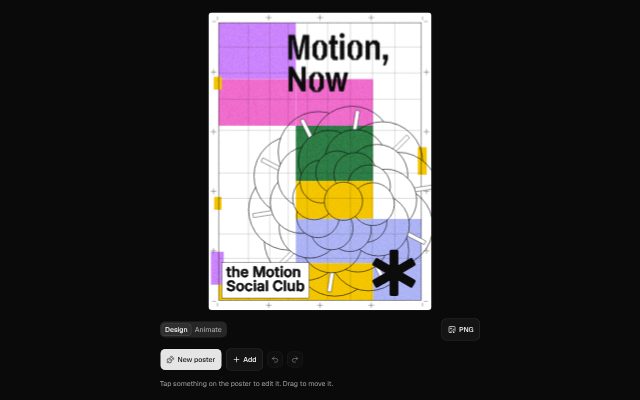 Motion,
Now
the Motion
Social Club
Design Animate
PNG
New poster
Add
Tap something on the poster to edit it. Drag to move it.